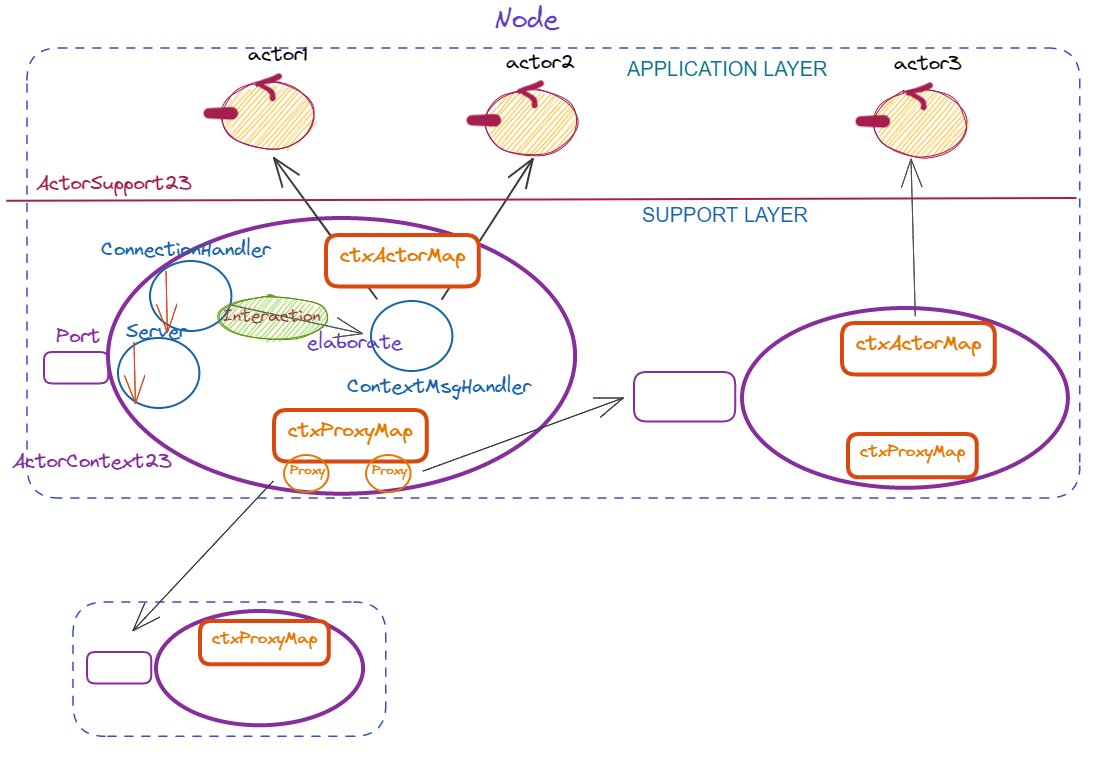 Node
actor1
actor2
APPLICATION LAYER
actor3
ActorSupport23
SUPPORT LAYER
ConnectionHandler
ctxActorMap
Interaction
Server
Port
elaborate
ctxActorMap
ContextMsgHandler
ctxProxyMap
ctxProxyMap
ActorContext23
Proxy
Proxy
ctxProxyMap